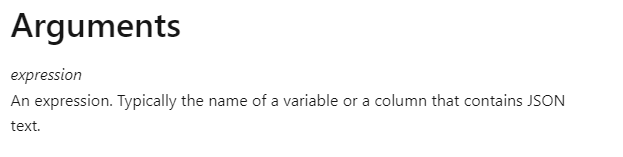 Arguments
expression
An expression. Typically the name of a variable or a column that contains JSON
text.